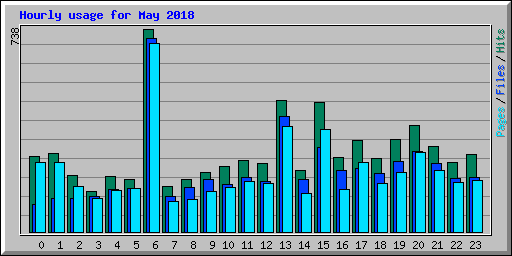 Hourly usage for May 2018
738
Pages/Files/Hits
0 1 2 3 4 5 6 7 8 9 10 11 12 13 14 15 16 17 18 19 20 21 22 23